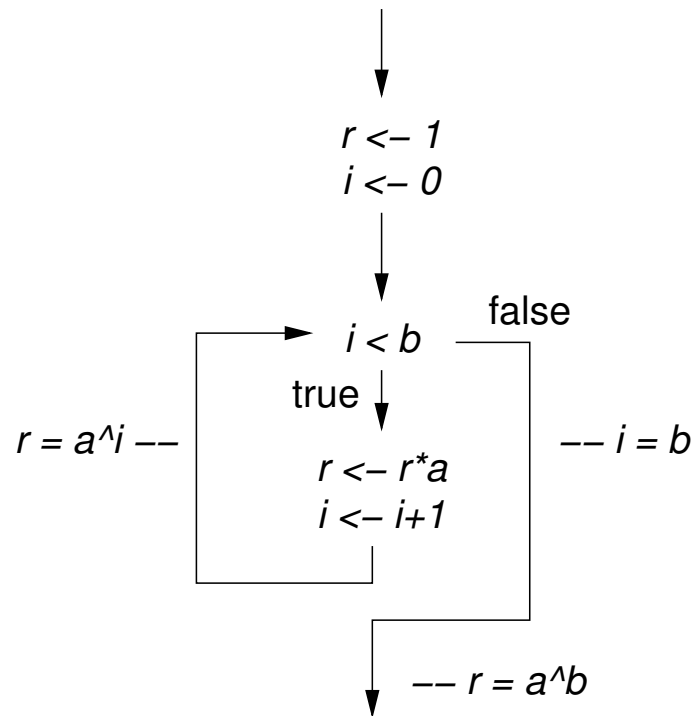 r <– 1
i <– 0
i < b
false
true
r = a^i ––
–– i = b
r <– r*a
i <– i+1
–– r = a^b